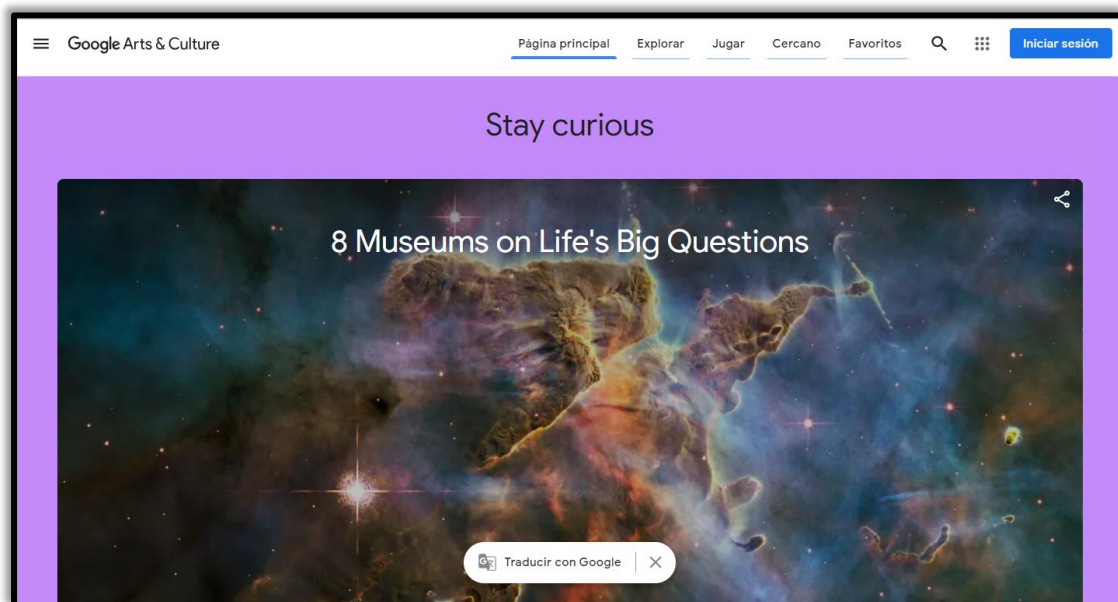 Google Arts & Culture
Página principal Explorar Jugar Cercano Favoritos Iniciar sesión
Stay curious
8 Museums on Life's Big Questions
Traducir con Google